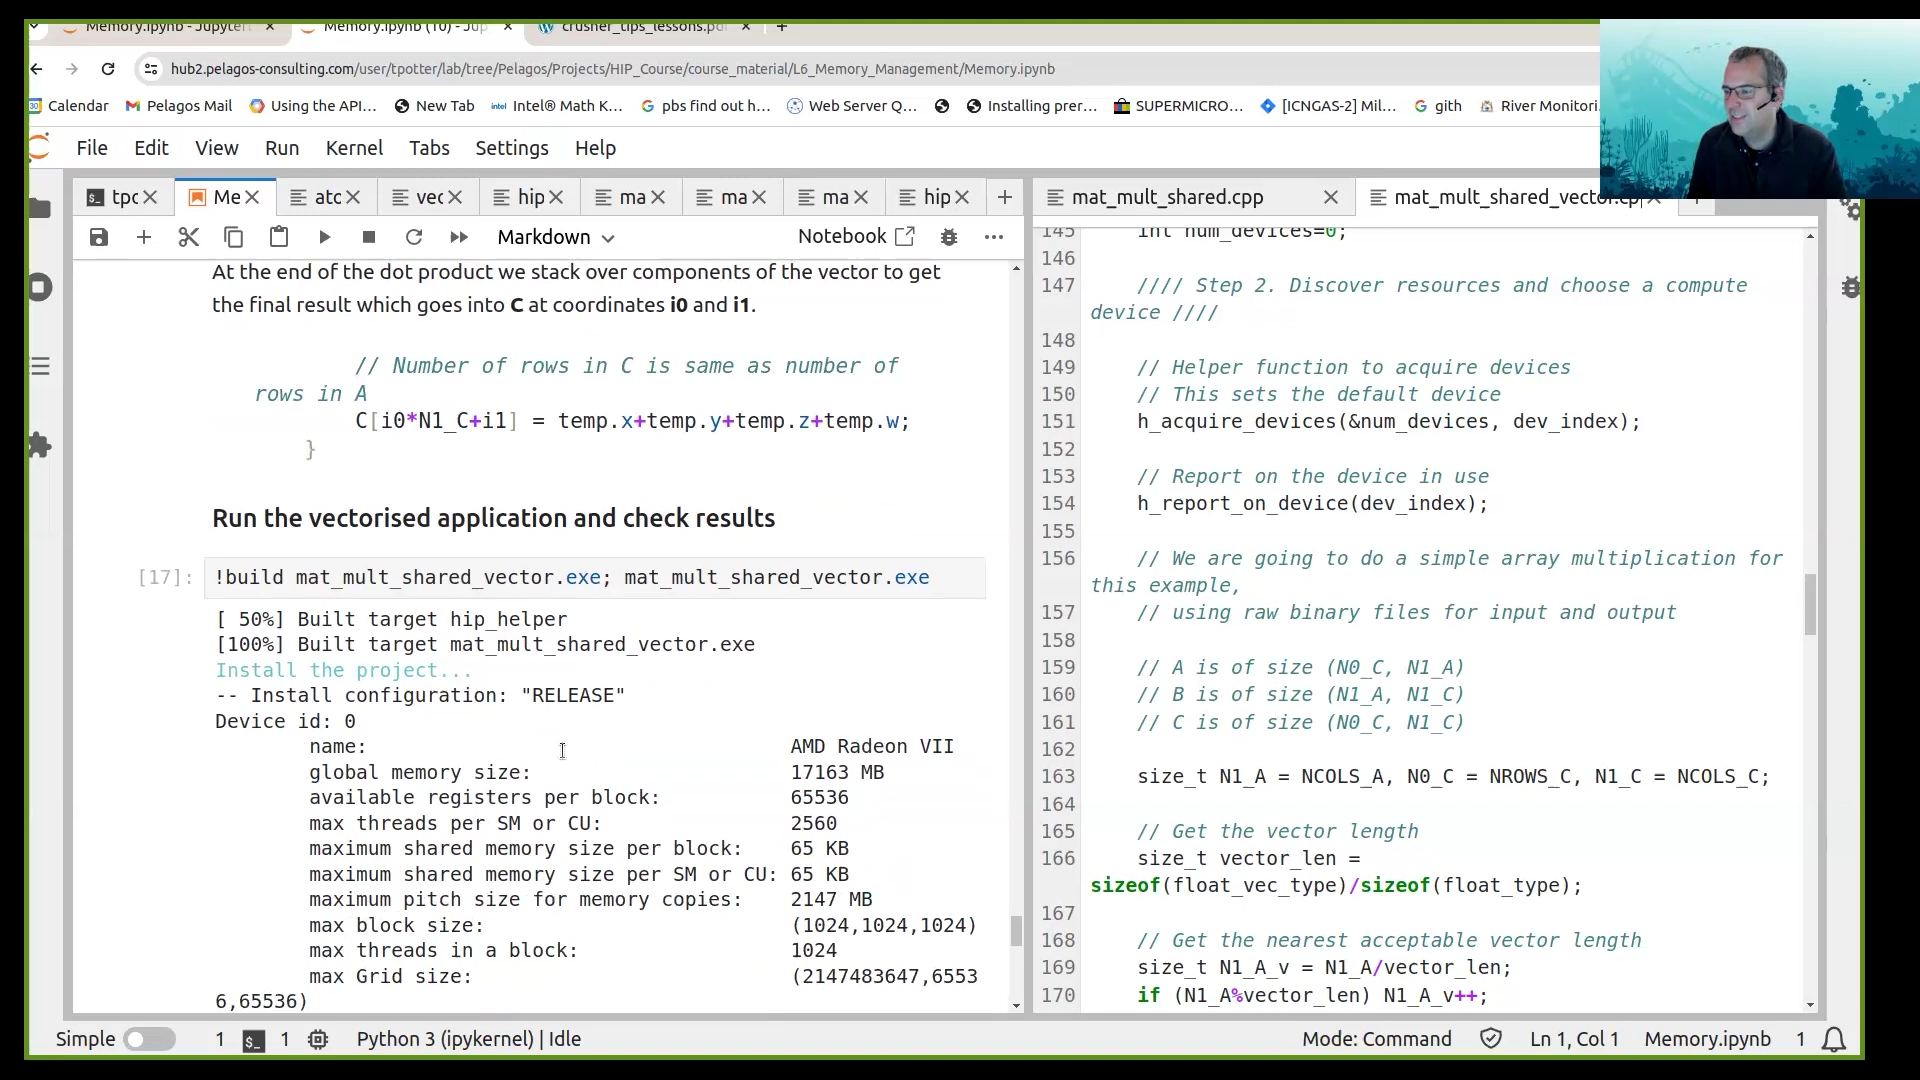 Memory.ipynb - Jupyter
Memory.ipynb (10) - Jup
crusher_tips_lessons.pdf
hub2.pelagos-consulting.com/user/tpotter/lab/tree/Pelagos/Projects/HIP_Course/course_material/L6_Memory_Management/Memory.ipynb
Calendar
Pelagos Mail
Using the API...
New Tab
intel Intel® Math K...
pbs find out h...
Web Server Q...
Installing prer...
SUPERMICRO...
[ICNGAS-2] Mil...
gith
River Monitori
File Edit View Run Kernel Tabs Settings Help
tpc
Me
atc
vec
hip
ma
ma
ma
hip
mat_mult_shared.cpp
mat_mult_shared_vector.cp
Markdown
Notebook
At the end of the dot product we stack over components of the vector to get
the final result which goes into C at coordinates i0 and i1.
// Number of rows in C is same as number of
rows in A
C[i0*N1_C+i1] = temp.x+temp.y+temp.z+temp.w;
}
Run the vectorised application and check results
[17]:
!build mat_mult_shared_vector.exe; mat_mult_shared_vector.exe
[ 50%] Built target hip_helper
[100%] Built target mat_mult_shared_vector.exe
Install the project...
-- Install configuration: "RELEASE"
Device id: 0
name: AMD Radeon VII
global memory size: 17163 MB
available registers per block: 65536
max threads per SM or CU: 2560
maximum shared memory size per block: 65 KB
maximum shared memory size per SM or CU: 65 KB
maximum pitch size for memory copies: 2147 MB
max block size: (1024,1024,1024)
max threads in a block: 1024
max Grid size: (2147483647,6553
6,65536)
145 int num_devices=0;
146
147 //// Step 2. Discover resources and choose a compute
device ////
148
149 // Helper function to acquire devices
150 // This sets the default device
151 h_acquire_devices(&num_devices, dev_index);
152
153 // Report on the device in use
154 h_report_on_device(dev_index);
155
156 // We are going to do a simple array multiplication for
this example,
157 // using raw binary files for input and output
158
159 // A is of size (N0_C, N1_A)
160 // B is of size (N1_A, N1_C)
161 // C is of size (N0_C, N1_C)
162
163 size_t N1_A = NCOLS_A, N0_C = NROWS_C, N1_C = NCOLS_C;
164
165 // Get the vector length
166 size_t vector_len =
sizeof(float_vec_type)/sizeof(float_type);
167
168 // Get the nearest acceptable vector length
169 size_t N1_A_v = N1_A/vector_len;
170 if (N1_A%vector_len) N1_A_v++;
Simple
1
1
Python 3 (ipykernel) | Idle
Mode: Command
Ln 1, Col 1
Memory.ipynb
1